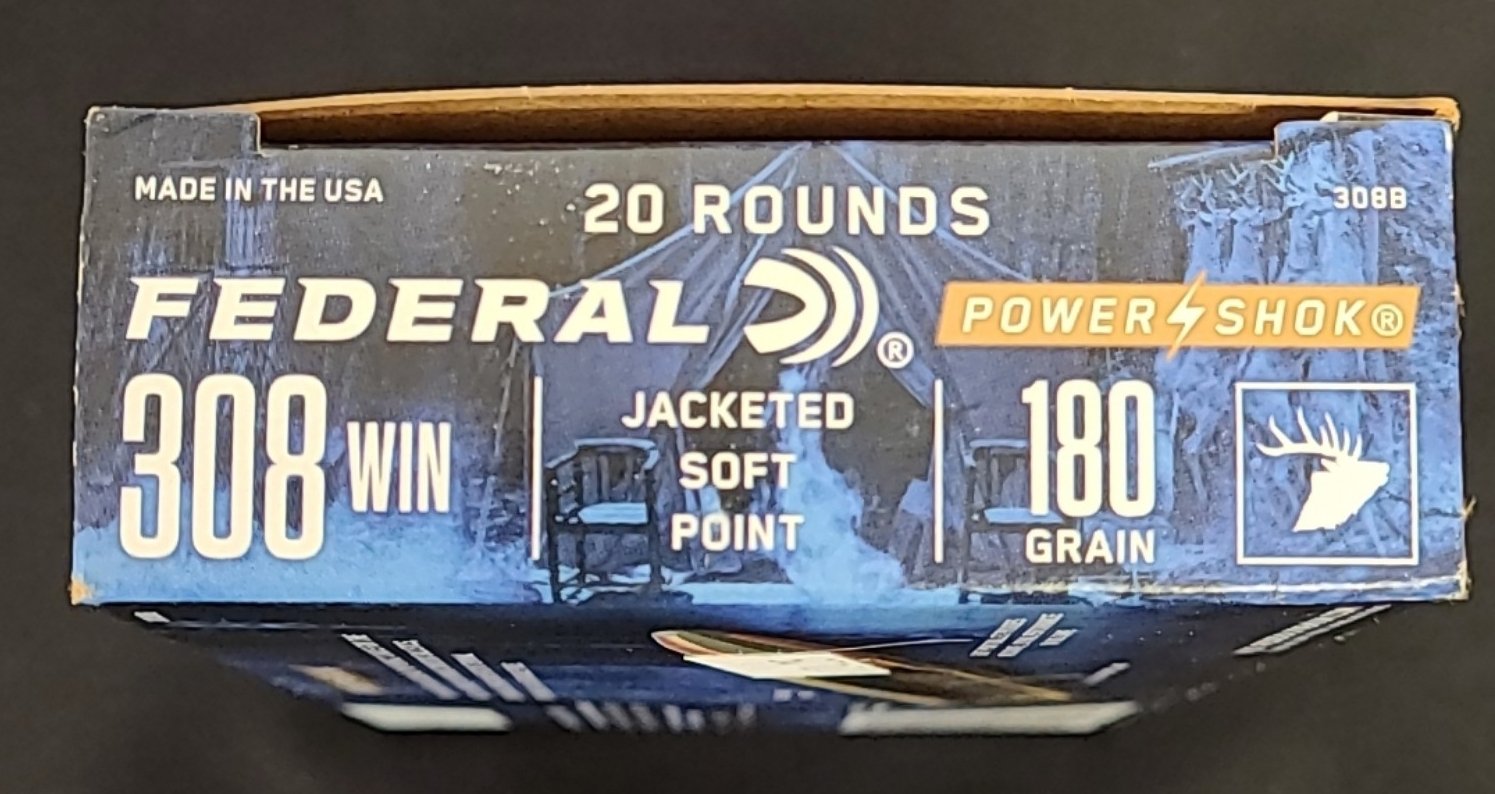 MADE IN THE USA
20 ROUNDS
308B
FEDERAL ®
POWER SHOK®
308 WIN
JACKETED
SOFT
POINT
180
GRAIN